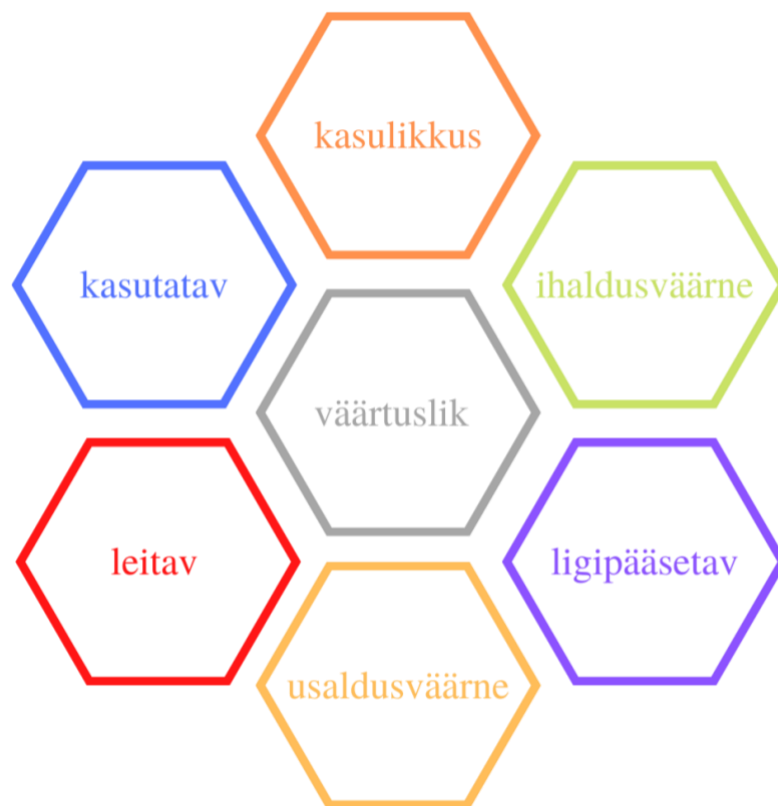 kasulikkus
kasutatav
ihaldusväärne
väärtuslik
leitav
ligipääsetav
usaldusväärne